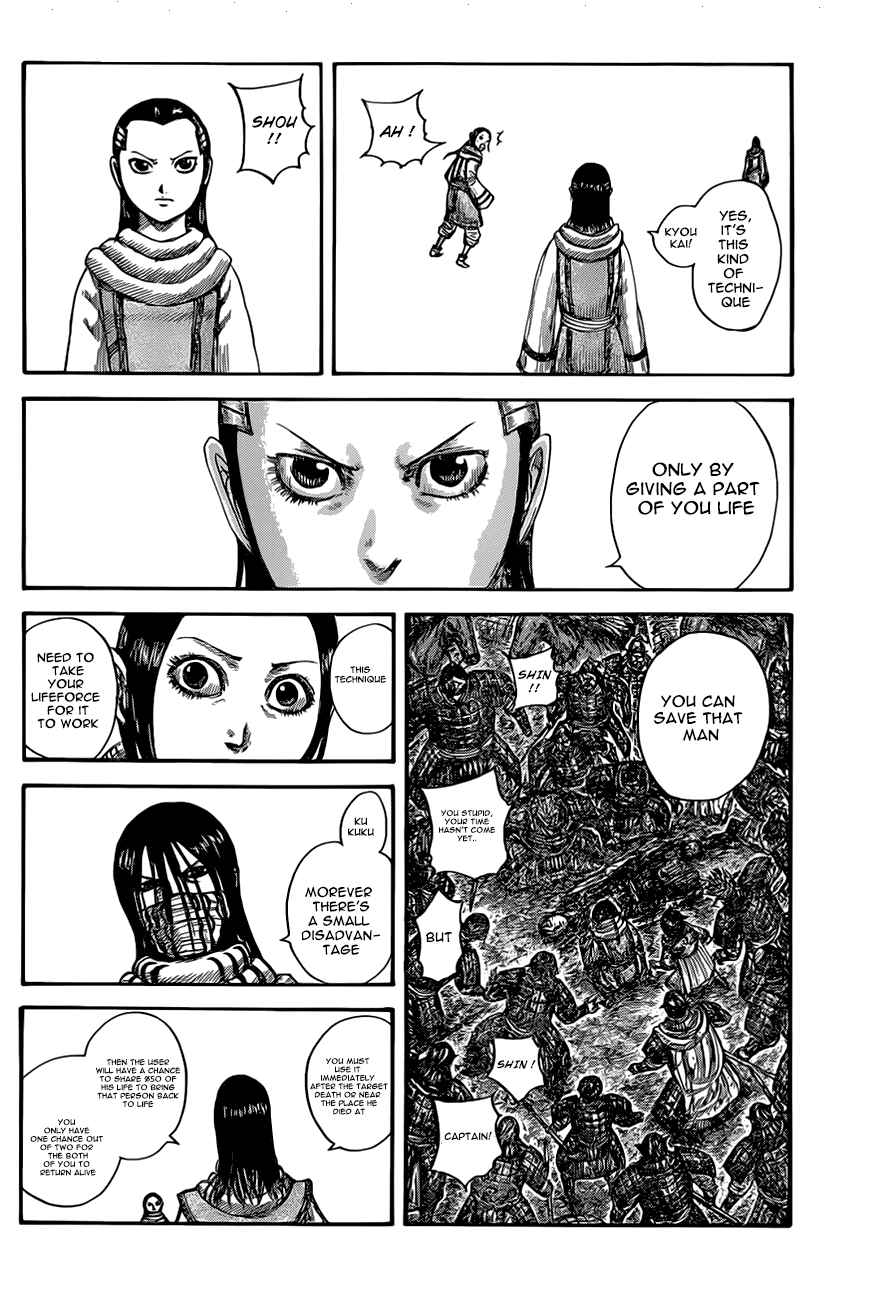 YES,
IT'S
THIS
KIND
OF
TECHNI-
QUE
KYOU
KAI!
AH !
SHOU
!!
ONLY BY
GIVING A PART
OF YOU LIFE
YOU CAN
SAVE THAT
MAN
SHIN
!!
YOU STUPID,
YOUR TIME
HASN'T COME
YET..
BUT
SHIN !
CAPTAIN!
THIS
TECHNIQUE
NEED TO
TAKE
YOUR
LIFEFORCE
FOR IT
TO WORK
KU
KUKU
MOREVER
THERE'S
A SMALL
DISADVAN-
TAGE
YOU MUST
USE IT
IMMEDIATELY
AFTER THE TARGET
DEATH OR NEAR
THE PLACE HE
DIED AT
THEN THE USER
WILL HAVE A CHANCE
TO SHARE %50 OF
HIS LIFE TO BRING
THAT PERSON BACK
TO LIFE
YOU
ONLY HAVE
ONE CHANCE OUT
OF TWO FOR
THE BOTH
OF YOU TO
RETURN ALIVE